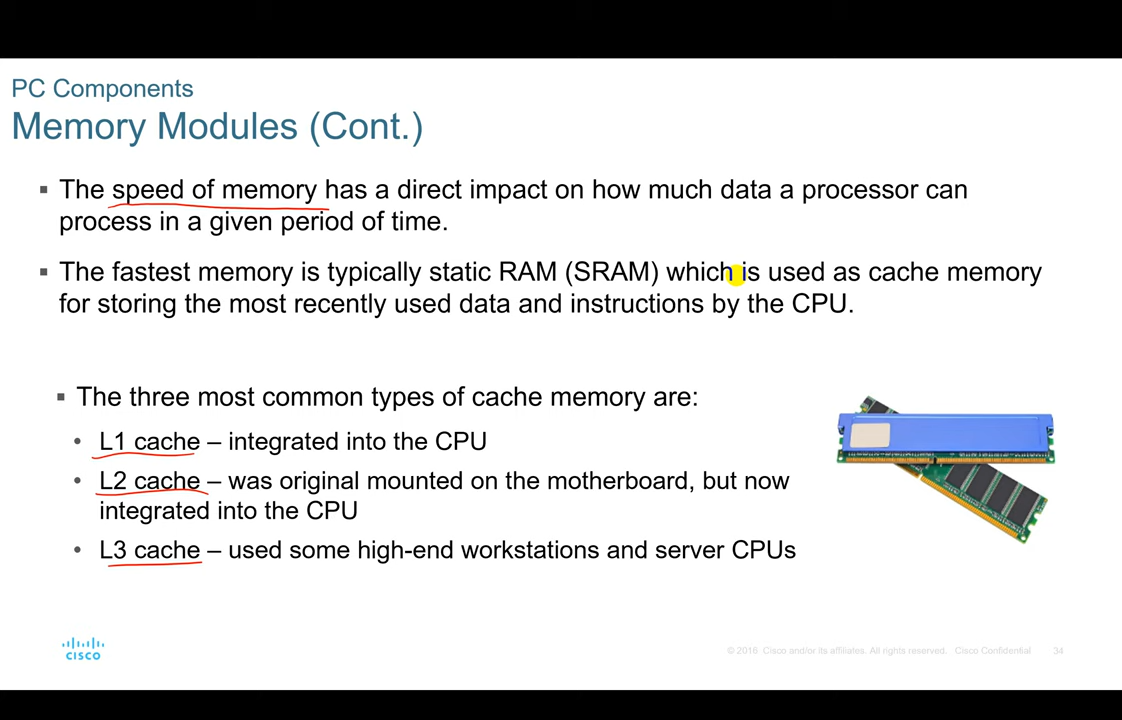 PC Components
Memory Modules (Cont.)
▪ The speed of memory has a direct impact on how much data a processor can
process in a given period of time.
▪ The fastest memory is typically static RAM (SRAM) which is used as cache memory
for storing the most recently used data and instructions by the CPU.
▪ The three most common types of cache memory are:
• L1 cache – integrated into the CPU
• L2 cache – was original mounted on the motherboard, but now
integrated into the CPU
• L3 cache – used some high-end workstations and server CPUs
CISCO
© 2016 Cisco and/or its affiliates. All rights reserved. Cisco Confidential 34